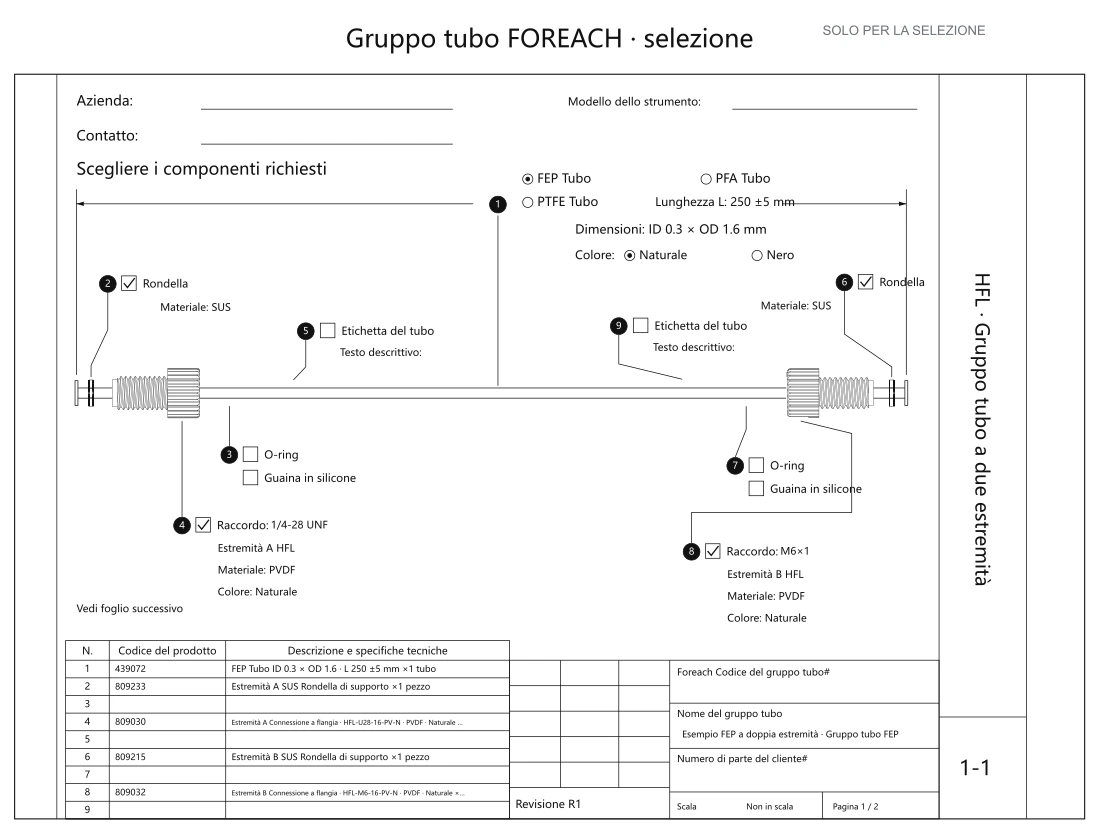 Gruppo tubo FOREACH · selezione
SOLO PER LA SELEZIONE
Azienda:
Modello dello strumento:
Contatto:
Scegliere i componenti richiesti
FEP Tubo
PFA Tubo
1
PTFE Tubo
Lunghezza L: 250 ±5 mm
Dimensioni: ID 0.3 × OD 1.6 mm
Colore: Naturale Nero
2 Rondella
Materiale: SUS
6 Rondella
Materiale: SUS
5 Etichetta del tubo
Testo descrittivo:
9 Etichetta del tubo
Testo descrittivo:
3 O-ring
Guaina in silicone
7 O-ring
Guaina in silicone
4 Raccordo: 1/4-28 UNF
Estremità A HFL
Materiale: PVDF
Colore: Naturale
8 Raccordo: M6×1
Estremità B HFL
Materiale: PVDF
Colore: Naturale
Vedi foglio successivo
HFL · Gruppo tubo a due estremità
1-1
N. Codice del prodotto Descrizione e specifiche tecniche
1 439072 FEP Tubo ID 0.3 × OD 1.6 · L 250 ±5 mm ×1 tubo
2 809233 Estremità A SUS Rondella di supporto ×1 pezzo
3
4 809030 Estremità A Connessione a flangia · HFL-U28-16-PV-N · PVDF · Naturale ...
5
6 809215 Estremità B SUS Rondella di supporto ×1 pezzo
7
8 809032 Estremità B Connessione a flangia · HFL-M6-16-PV-N · PVDF · Naturale ×...
9
Revisione R1
Foreach Codice del gruppo tubo#
Nome del gruppo tubo
Esempio FEP a doppia estremità · Gruppo tubo FEP
Numero di parte del cliente#
Scala Non in scala Pagina 1 / 2